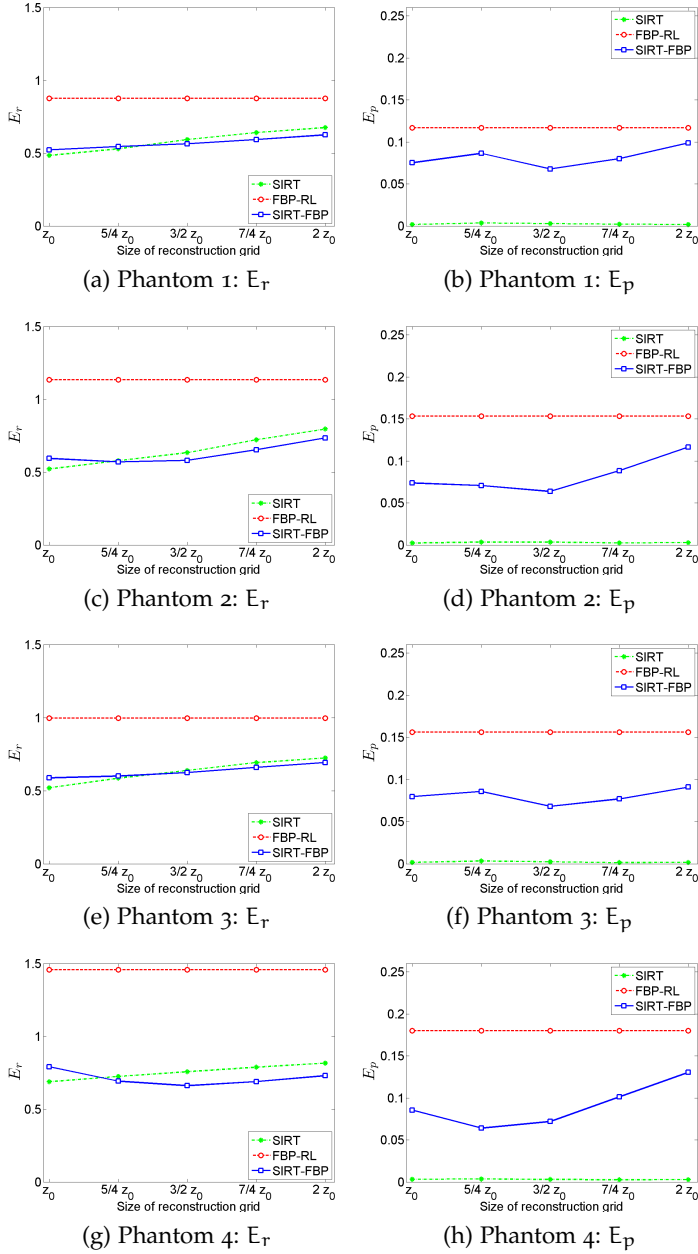 1.5
1
0.5
0
E_r
z_0
5/4 z_0
3/2 z_0
7/4 z_0
2 z_0
Size of reconstruction grid
SIRT
FBP-RL
SIRT-FBP
(a) Phantom 1: E_r
0.25
0.2
0.15
0.1
0.05
0
E_p
z_0
5/4 z_0
3/2 z_0
7/4 z_0
2 z_0
Size of reconstruction grid
SIRT
FBP-RL
SIRT-FBP
(b) Phantom 1: E_p
1.5
1
0.5
0
E_r
z_0
5/4 z_0
3/2 z_0
7/4 z_0
2 z_0
Size of reconstruction grid
SIRT
FBP-RL
SIRT-FBP
(c) Phantom 2: E_r
0.25
0.2
0.15
0.1
0.05
0
E_p
z_0
5/4 z_0
3/2 z_0
7/4 z_0
2 z_0
Size of reconstruction grid
SIRT
FBP-RL
SIRT-FBP
(d) Phantom 2: E_p
1.5
1
0.5
0
E_r
z_0
5/4 z_0
3/2 z_0
7/4 z_0
2 z_0
Size of reconstruction grid
SIRT
FBP-RL
SIRT-FBP
(e) Phantom 3: E_r
0.25
0.2
0.15
0.1
0.05
0
E_p
z_0
5/4 z_0
3/2 z_0
7/4 z_0
2 z_0
Size of reconstruction grid
SIRT
FBP-RL
SIRT-FBP
(f) Phantom 3: E_p
1.5
1
0.5
0
E_r
z_0
5/4 z_0
3/2 z_0
7/4 z_0
2 z_0
Size of reconstruction grid
SIRT
FBP-RL
SIRT-FBP
(g) Phantom 4: E_r
0.25
0.2
0.15
0.1
0.05
0
E_p
z_0
5/4 z_0
3/2 z_0
7/4 z_0
2 z_0
Size of reconstruction grid
SIRT
FBP-RL
SIRT-FBP
(h) Phantom 4: E_p